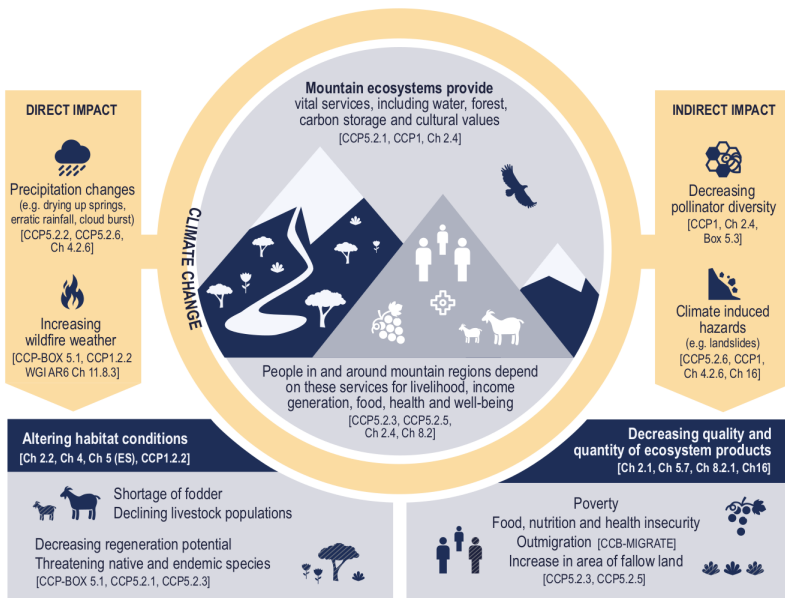 Mountain ecosystems provide
vital services, including water, forest,
carbon storage and cultural values
[CCP5.2.1, CCP1, Ch 2.4]
DIRECT IMPACT
Precipitation changes
(e.g. drying up springs,
erratic rainfall, cloud burst)
[CCP5.2.2, CCP5.2.6,
Ch 4.2.6]
Increasing
wildfire weather
[CCP-BOX 5.1, CCP1.2.2
WGI AR6 Ch 11.8.3]
CLIMATE CHANGE
INDIRECT IMPACT
Decreasing
pollinator diversity
[CCP1, Ch 2.4,
Box 5.3]
Climate induced
hazards
(e.g. landslides)
[CCP5.2.6, CCP1,
Ch 4.2.6, Ch 16]
People in and around mountain regions depend
on these services for livelihood, income
generation, food, health and well-being
[CCP5.2.3, CCP5.2.5,
Ch 2.4, Ch 8.2]
Altering habitat conditions
[Ch 2.2, Ch 4, Ch 5 (ES), CCP1.2.2]
Shortage of fodder
Declining livestock populations
Decreasing regeneration potential
Threatening native and endemic species
[CCP-BOX 5.1, CCP5.2.1, CCP5.2.3]
Decreasing quality and
quantity of ecosystem products
[Ch 2.1, Ch 5.7, Ch 8.2.1, Ch16]
Poverty
Food, nutrition and health insecurity
Outmigration [CCB-MIGRATE]
Increase in area of fallow land
[CCP5.2.3, CCP5.2.5]